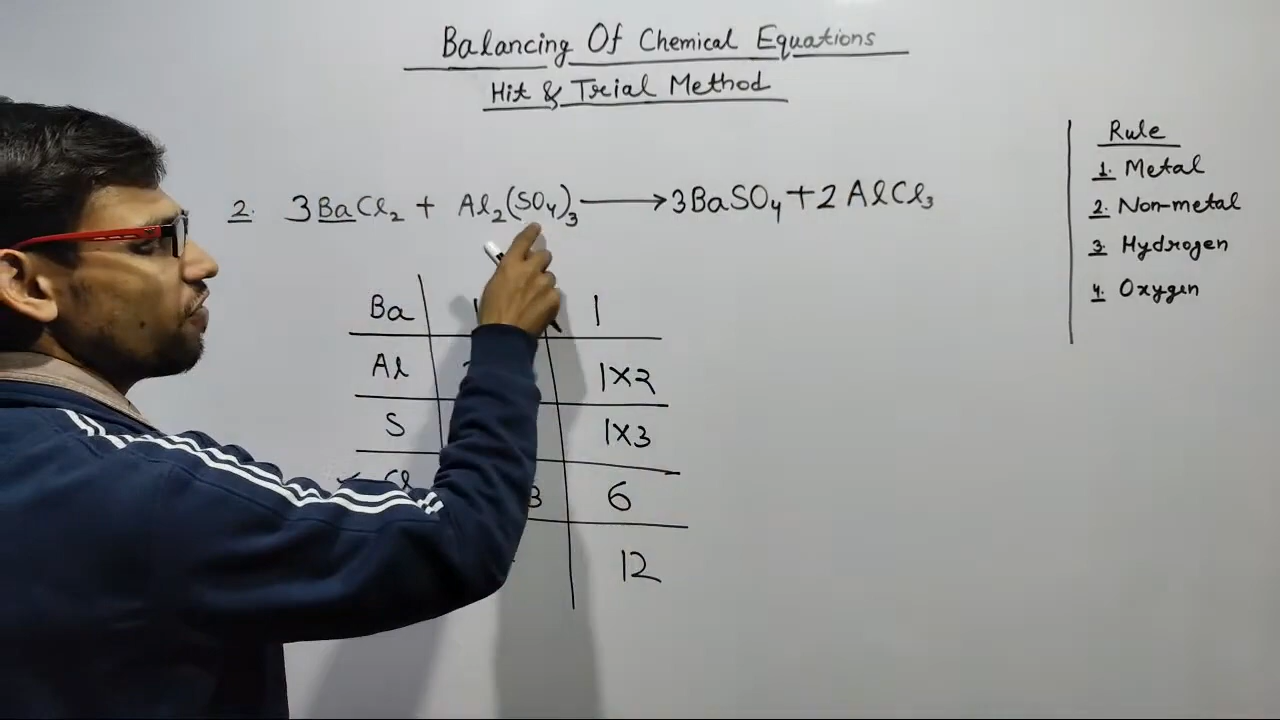 Balancing Of Chemical Equations
Hit & Trial Method
2. 3BaCl₂ + Al₂(SO₄)₃ ⟶ 3BaSO₄ + 2AlCl₃
Ba 1
Al 1×2
S 1×3
Cl 3 6
12
Rule
1. Metal
2. Non-metal
3. Hydrogen
4. Oxygen